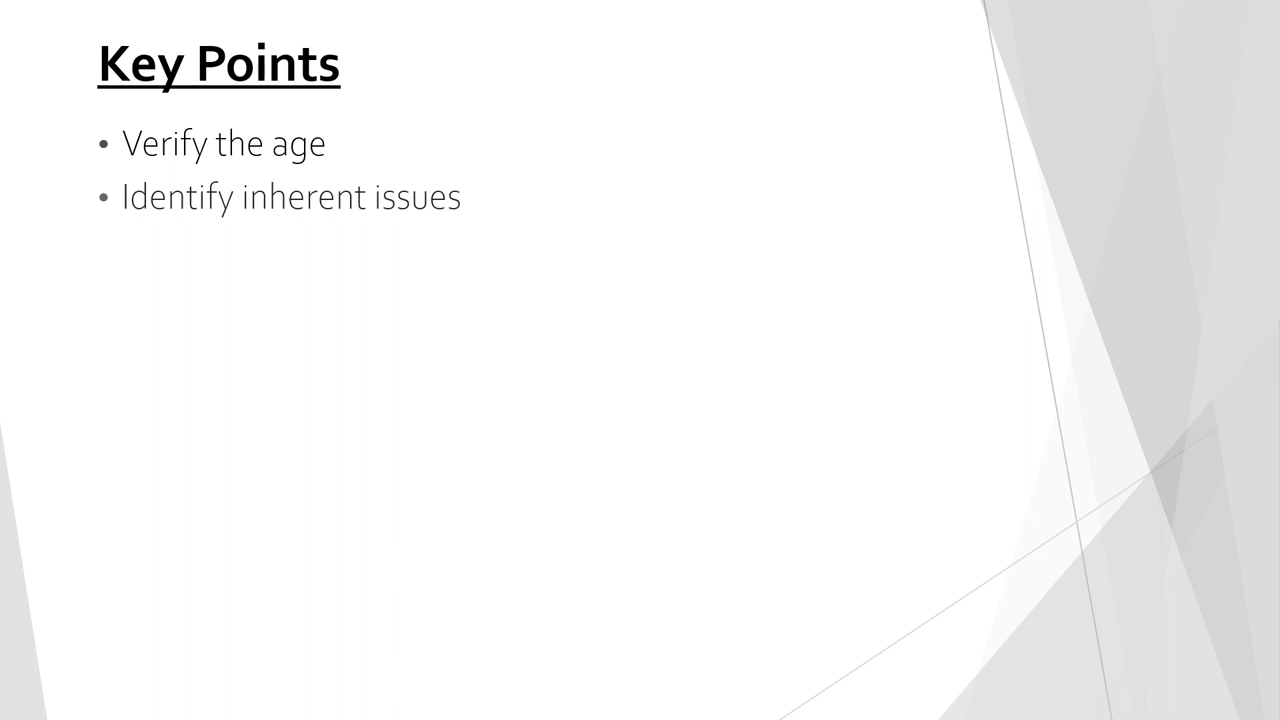 Key Points
• Verify the age
• Identify inherent issues